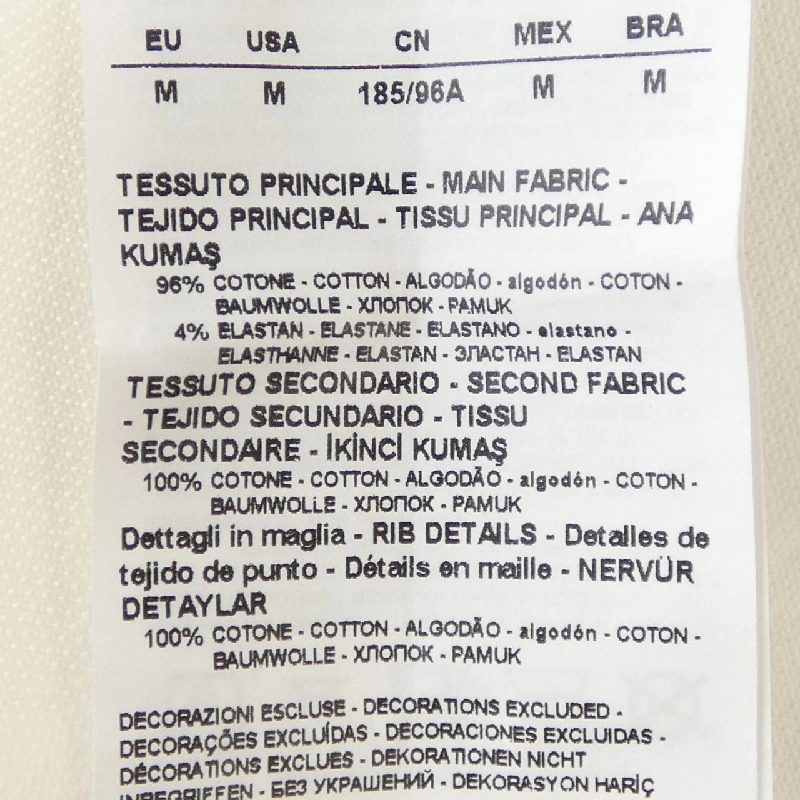 EU USA CN MEX BRA
M M 185/96A M M
TESSUTO PRINCIPALE - MAIN FABRIC -
TEJIDO PRINCIPAL - TISSU PRINCIPAL - ANA
KUMAŞ
96% COTONE - COTTON - ALGODÃO - algodón - COTON -
BAUMWOLLE - ХЛОПОК - PAMUK
4% ELASTAN - ELASTANE - ELASTANO - elastano -
ELASTHANNE - ELASTAN - ЭЛАСТАН - ELASTAN
TESSUTO SECONDARIO - SECOND FABRIC
- TEJIDO SECUNDARIO - TISSU
SECONDAIRE - İKİNCİ KUMAŞ
100% COTONE - COTTON - ALGODÃO - algodón - COTON -
BAUMWOLLE - ХЛОПОК - PAMUK
Dettagli in maglia - RIB DETAILS - Detalles de
tejido de punto - Détails en maille - NERVÜR
DETAYLAR
100% COTONE - COTTON - ALGODÃO - algodón - COTON -
BAUMWOLLE - ХЛОПОК - PAMUK
DECORAZIONI ESCLUSE - DECORATIONS EXCLUDED -
DECORAÇÕES EXCLUÍDAS - DECORACIONES EXCLUIDAS -
DÉCORATIONS EXCLUES - DEKORATIONEN NICHT
INBEGRIFFEN - БЕЗ УКРАШЕНИЙ - DEKORASYON HARİÇ